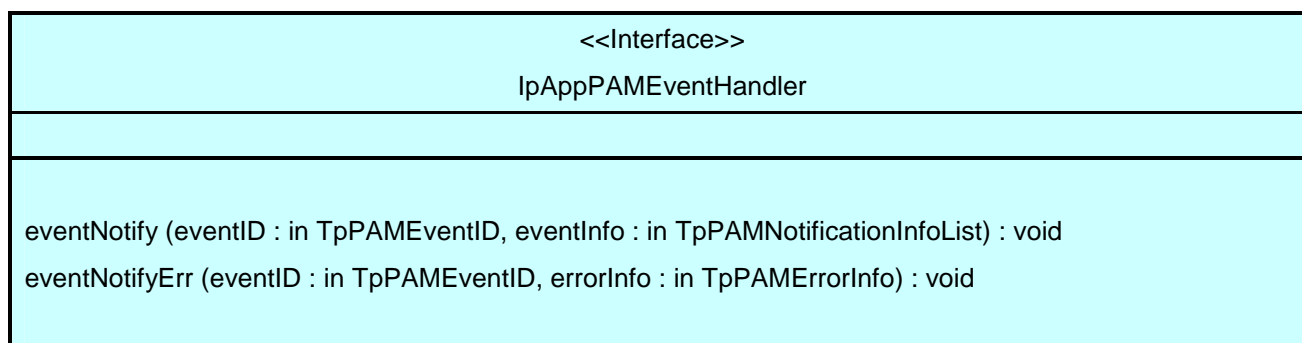 <<Interface>>
IpAppPAMEventHandler
eventNotify (eventID : in TpPAMEventID, eventInfo : in TpPAMNotificationInfoList) : void
eventNotifyErr (eventID : in TpPAMEventID, errorInfo : in TpPAMErrorInfo) : void